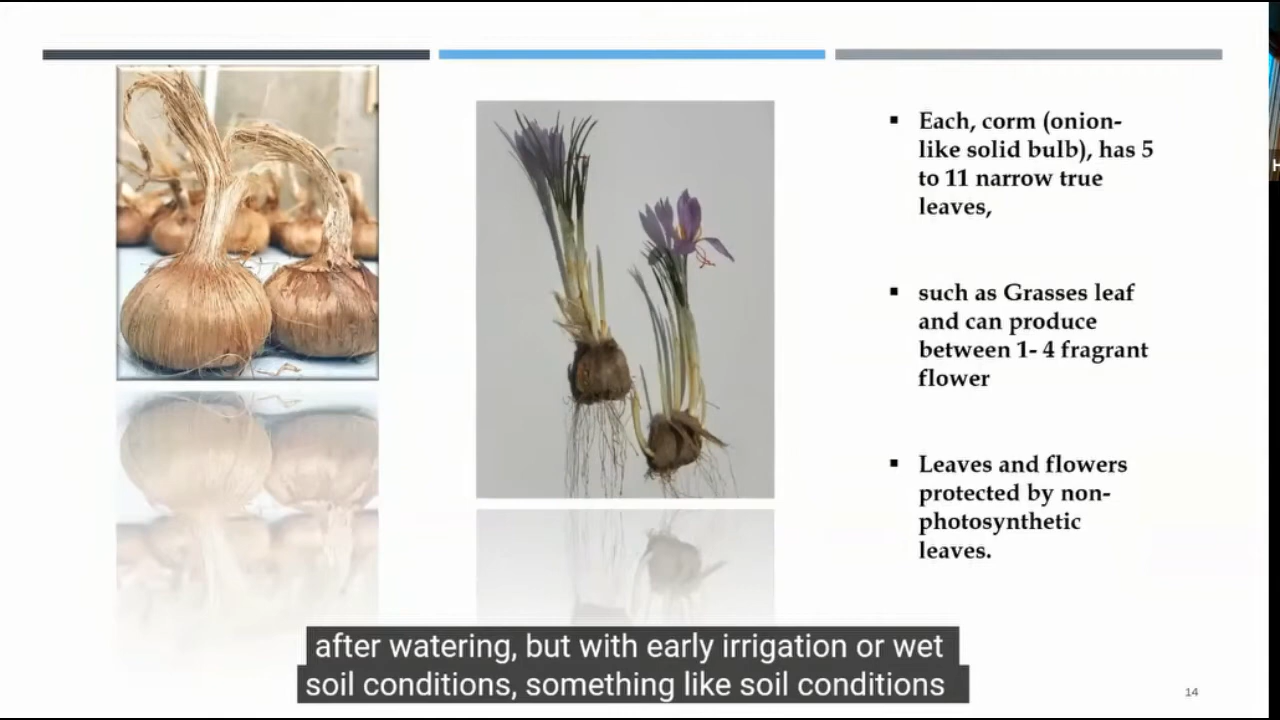 ▪ Each, corm (onion-
like solid bulb), has 5
to 11 narrow true
leaves,
▪ such as Grasses leaf
and can produce
between 1- 4 fragrant
flower
▪ Leaves and flowers
protected by non-
photosynthetic
leaves.
after watering, but with early irrigation or wet
soil conditions, something like soil conditions
14
H